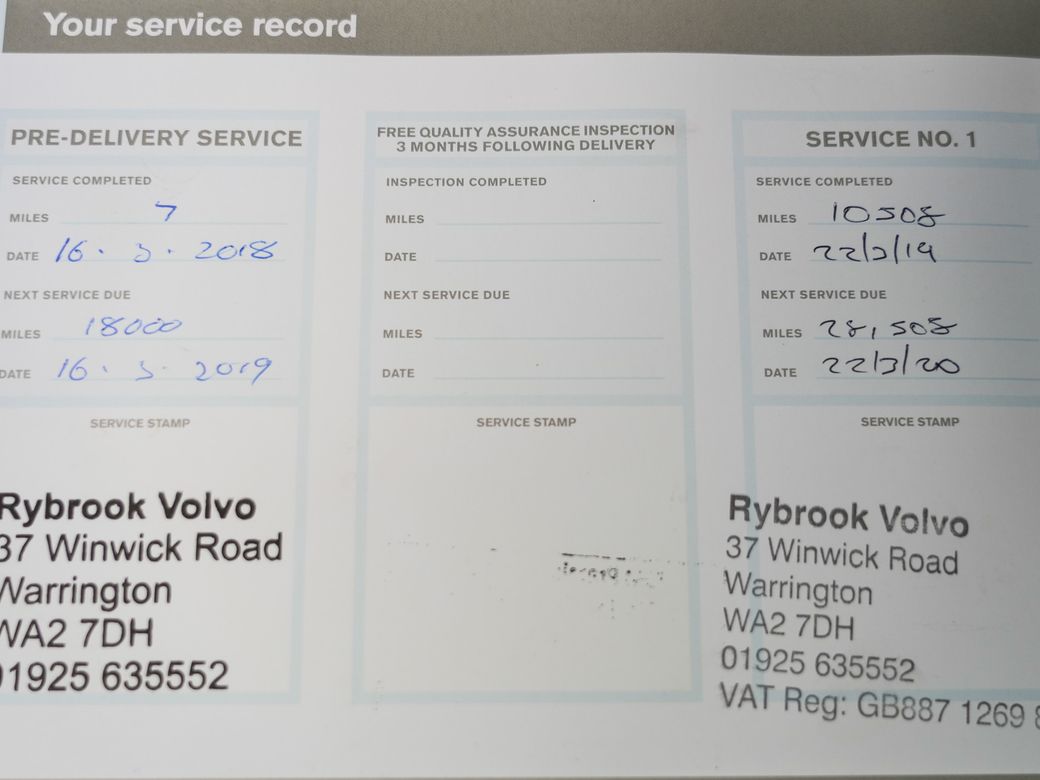 Your service record
PRE-DELIVERY SERVICE
SERVICE COMPLETED
MILES 7
DATE 16. 3. 2018
NEXT SERVICE DUE
MILES 18000
DATE 16. 3. 2019
SERVICE STAMP
Rybrook Volvo
37 Winwick Road
Warrington
WA2 7DH
01925 635552
FREE QUALITY ASSURANCE INSPECTION
3 MONTHS FOLLOWING DELIVERY
INSPECTION COMPLETED
MILES
DATE
NEXT SERVICE DUE
MILES
DATE
SERVICE STAMP
SERVICE NO. 1
SERVICE COMPLETED
MILES 10508
DATE 22/3/19
NEXT SERVICE DUE
MILES 28,508
DATE 22/3/20
SERVICE STAMP
Rybrook Volvo
37 Winwick Road
Warrington
WA2 7DH
01925 635552
VAT Reg: GB887 1269